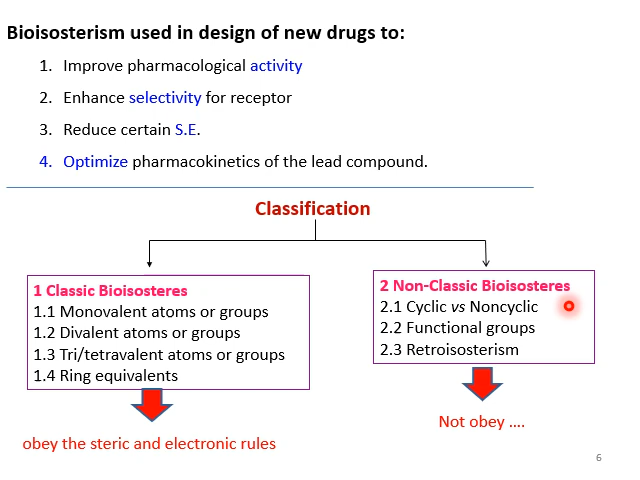 Bioisosterism used in design of new drugs to:
1. Improve pharmacological activity
2. Enhance selectivity for receptor
3. Reduce certain S.E.
4. Optimize pharmacokinetics of the lead compound.
Classification
1 Classic Bioisosteres
1.1 Monovalent atoms or groups
1.2 Divalent atoms or groups
1.3 Tri/tetravalent atoms or groups
1.4 Ring equivalents
obey the steric and electronic rules
2 Non-Classic Bioisosteres
2.1 Cyclic vs Noncyclic
2.2 Functional groups
2.3 Retroisosterism
Not obey ....
6